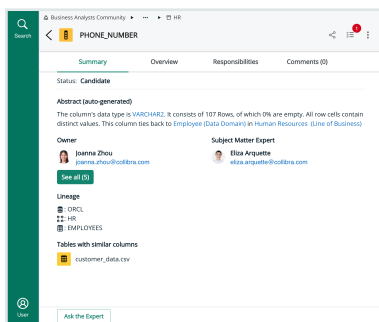 Business Analysts Community ▸ ··· ▸ HR
Search
PHONE_NUMBER
1
Summary Overview Responsibilities Comments (0)
Status: Candidate
Abstract (auto-generated)
The column's data type is VARCHAR2. It consists of 107 Rows, of which 0% are empty. All row cells contain
distinct values. This column ties back to Employee (Data Domain) in Human Resources (Line of Business)
Owner Subject Matter Expert
Joanna Zhou Eliza Arquette
joanna.zhou@collibra.com eliza.arquette@collibra.com
See all (5)
Lineage
: ORCL
: HR
: EMPLOYEES
Tables with similar columns
customer_data.csv
User
Ask the Expert